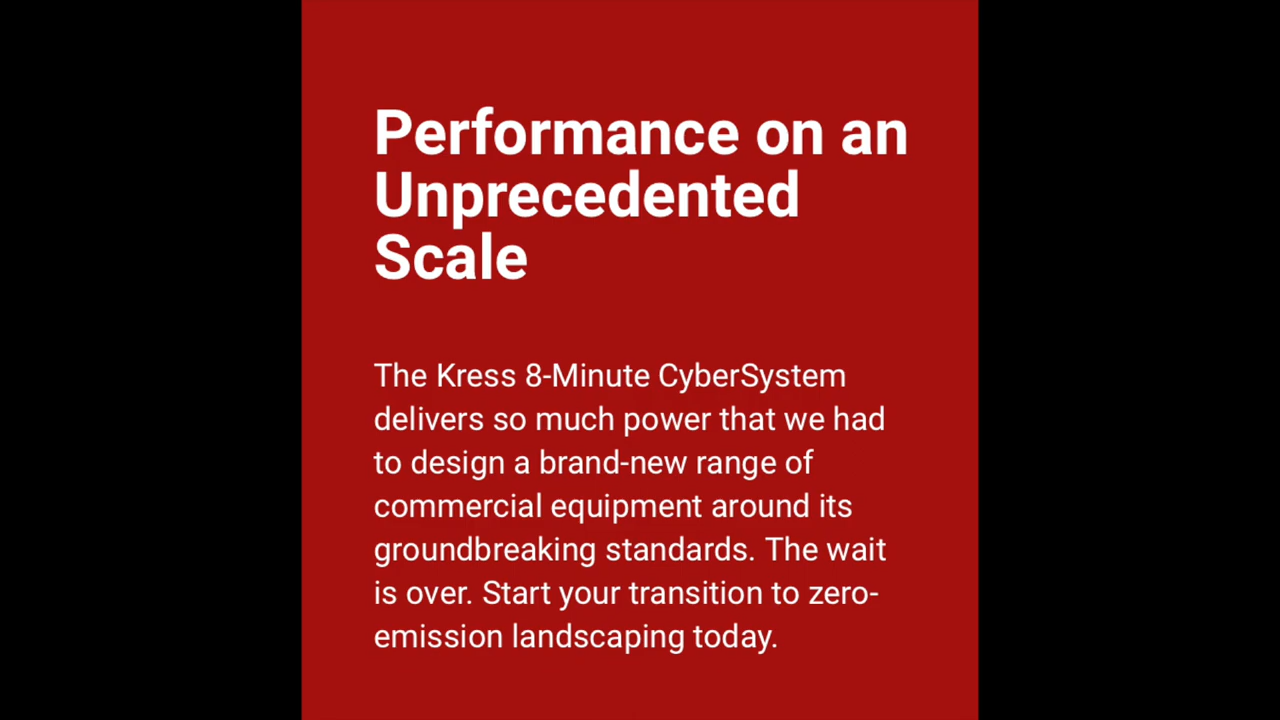 Performance on an
Unprecedented
Scale
The Kress 8-Minute CyberSystem
delivers so much power that we had
to design a brand-new range of
commercial equipment around its
groundbreaking standards. The wait
is over. Start your transition to zero-
emission landscaping today.